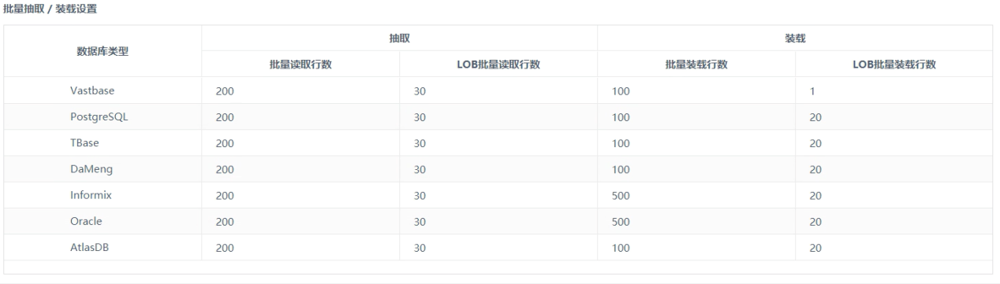 批量抽取 / 装载设置
数据库类型 抽取 装载
批量读取行数 LOB批量读取行数 批量装载行数 LOB批量装载行数
Vastbase 200 30 100 1
PostgreSQL 200 30 100 20
TBase 200 30 100 20
DaMeng 200 30 100 20
Informix 200 30 500 20
Oracle 200 30 500 20
AtlasDB 200 30 100 20